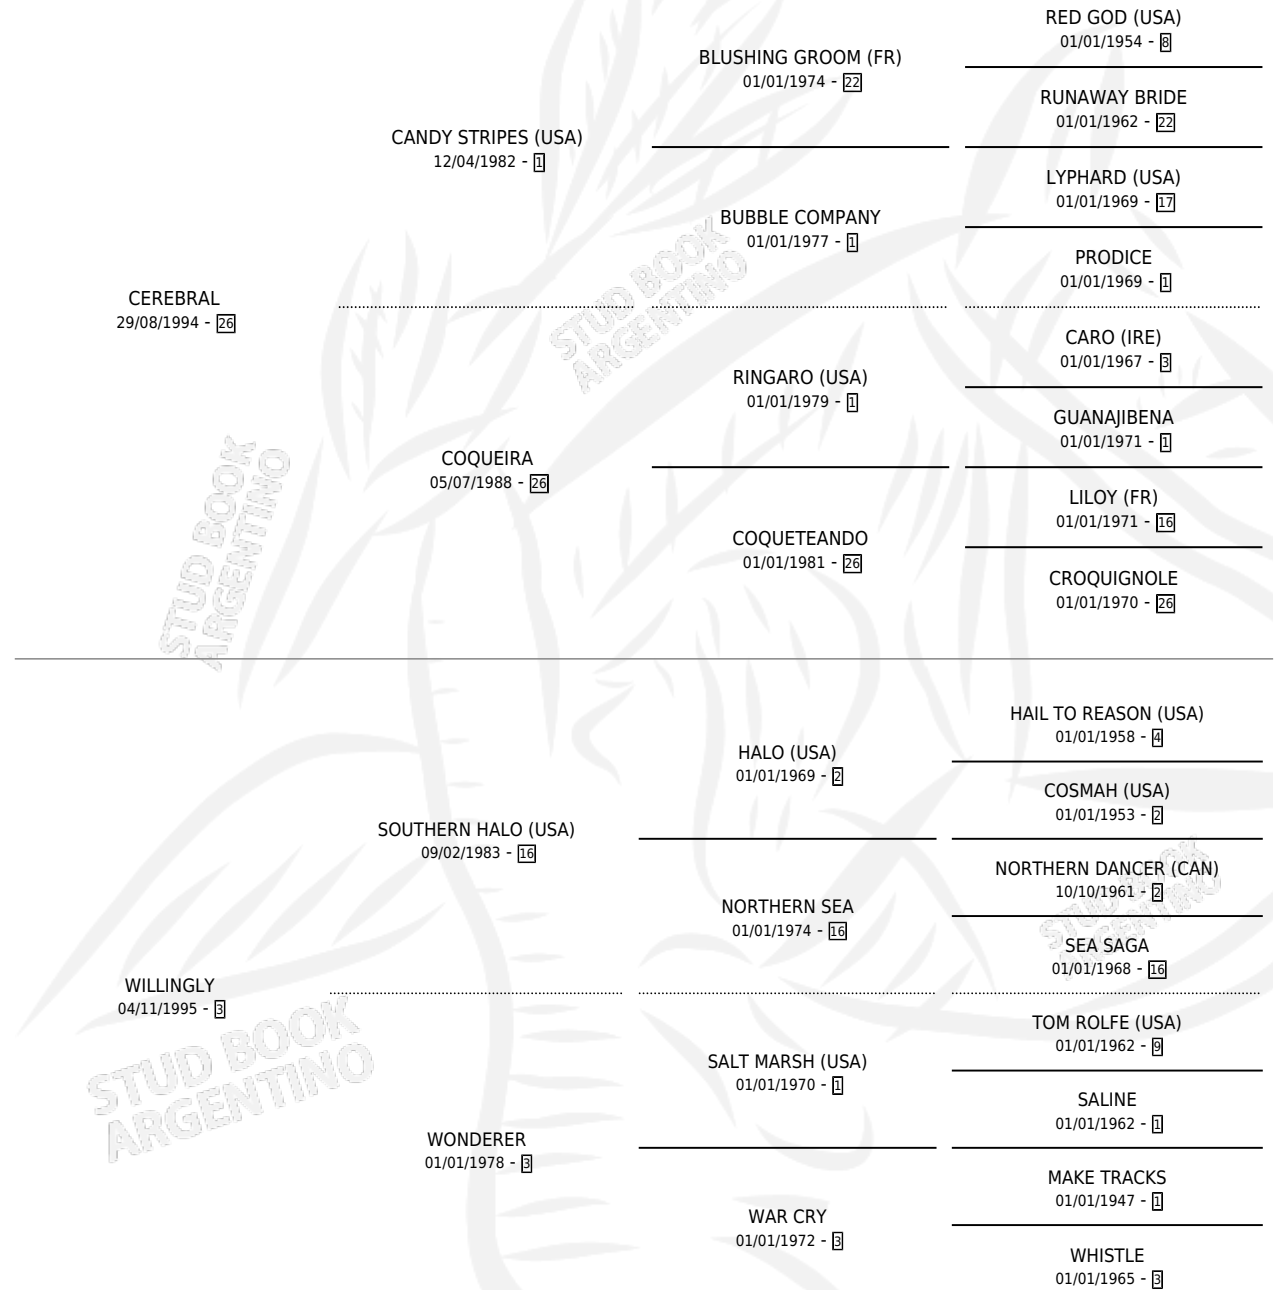 RED GOD (USA)
01/01/1954 - 8
BLUSHING GROOM (FR)
01/01/1974 - 22
RUNAWAY BRIDE
01/01/1962 - 22
CANDY STRIPES (USA)
12/04/1982 - 1
LYPHARD (USA)
01/01/1969 - 17
BUBBLE COMPANY
01/01/1977 - 1
PRODICE
01/01/1969 - 1
CEREBRAL
29/08/1994 - 26
STUD BOOK
ARGENTINO
CARO (IRE)
01/01/1967 - 3
RINGARO (USA)
01/01/1979 - 1
GUANAJIBENA
01/01/1971 - 1
COQUEIRA
05/07/1988 - 26
LILOY (FR)
01/01/1971 - 16
COQUETEANDO
01/01/1981 - 26
CROQUIGNOLE
01/01/1970 - 26
STUD BOOK
ARGENTINO
HAIL TO REASON (USA)
01/01/1958 - 4
HALO (USA)
01/01/1969 - 2
COSMAH (USA)
01/01/1953 - 2
SOUTHERN HALO (USA)
09/02/1983 - 16
NORTHERN DANCER (CAN)
10/10/1961 - 2
NORTHERN SEA
01/01/1974 - 16
SEA SAGA
01/01/1968 - 16
STUD BOOK
ARGENTINO
WILLINGLY
04/11/1995 - 3
TOM ROLFE (USA)
01/01/1962 - 9
SALT MARSH (USA)
01/01/1970 - 1
SALINE
01/01/1962 - 1
STUD BOOK
ARGENTINO
WONDERER
01/01/1978 - 3
MAKE TRACKS
01/01/1947 - 1
WAR CRY
01/01/1972 - 3
WHISTLE
01/01/1965 - 3